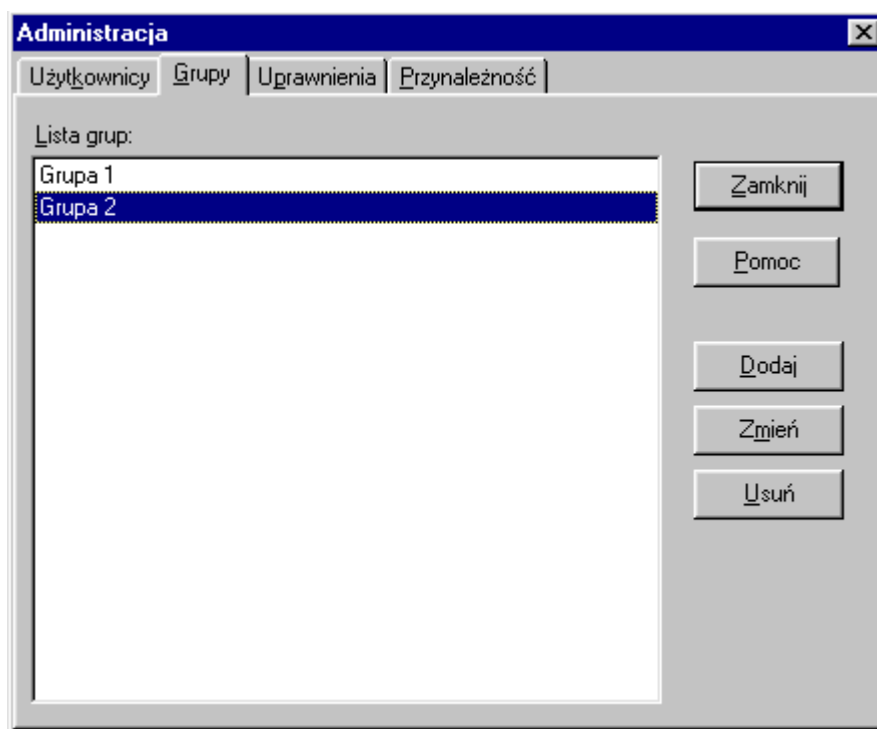 Administracja
Użytkownicy Grupy Uprawnienia Przynależność
Lista grup:
Grupa 1
Grupa 2
Zamknij
Pomoc
Dodaj
Zmień
Usuń